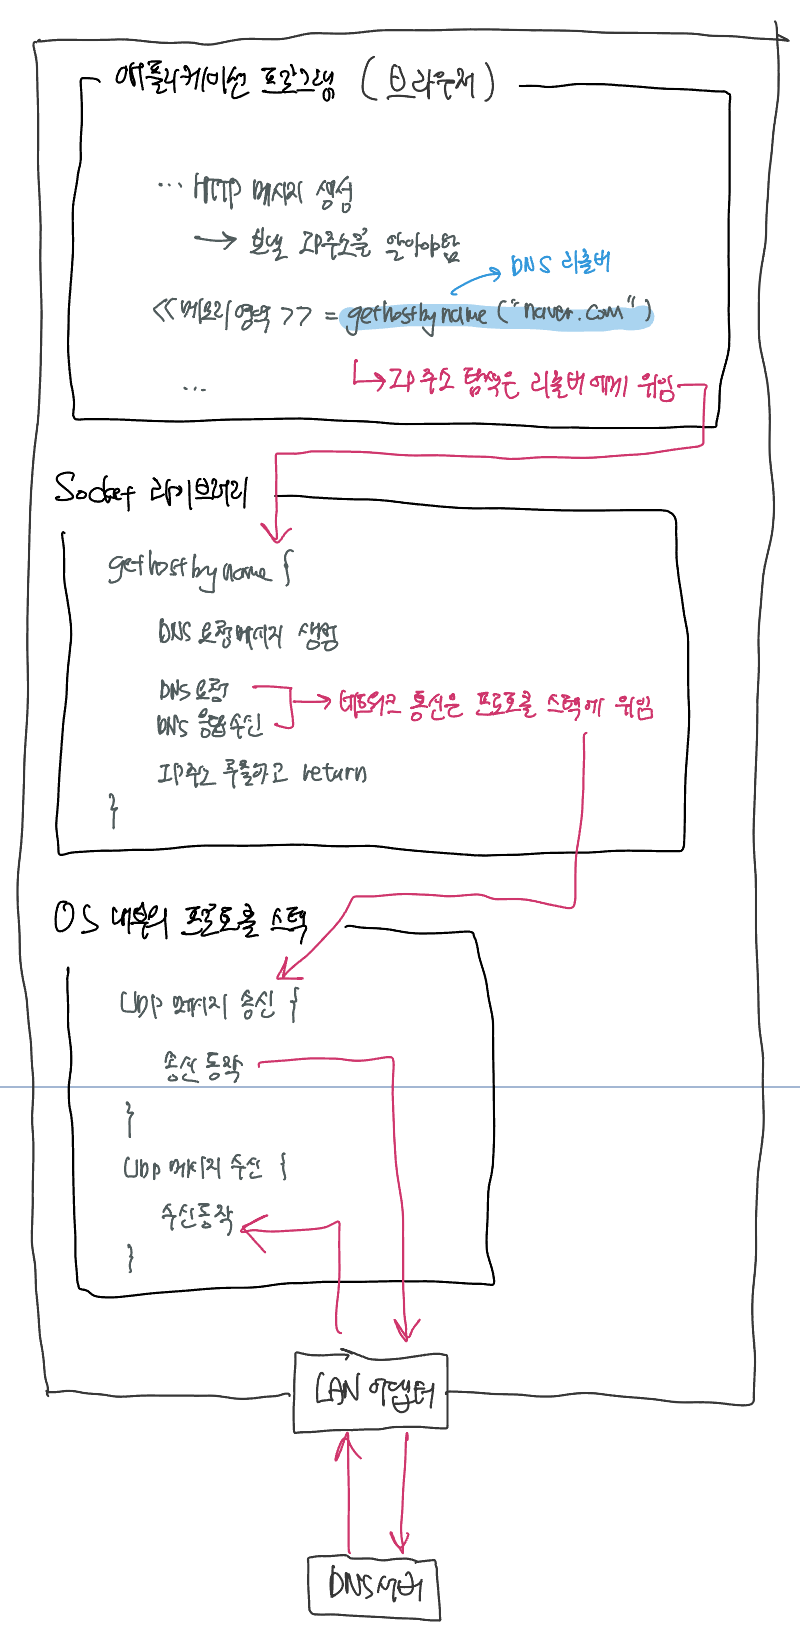 애플리케이션 프로그램 (브라우저)
... HTTP 메시지 생성
→ 보낼 IP주소를 알아야함
DNS 리졸버
<<메모리영역>> = gethostbyname ("naver.com")
↳ IP주소 탐색은 리졸버에게 위임
...
Socket 라이브러리
gethostbyname {
DNS 요청메시지 생성
DNS 요청
DNS 응답수신
→ 네트워크 통신은 프로토콜 스택에 위임
IP주소 추출하고 return
}
OS 내부의 프로토콜 스택
UDP 메시지 송신 {
송신동작
}
UDP 메시지 수신 {
수신동작
}
LAN 어댑터
DNS서버